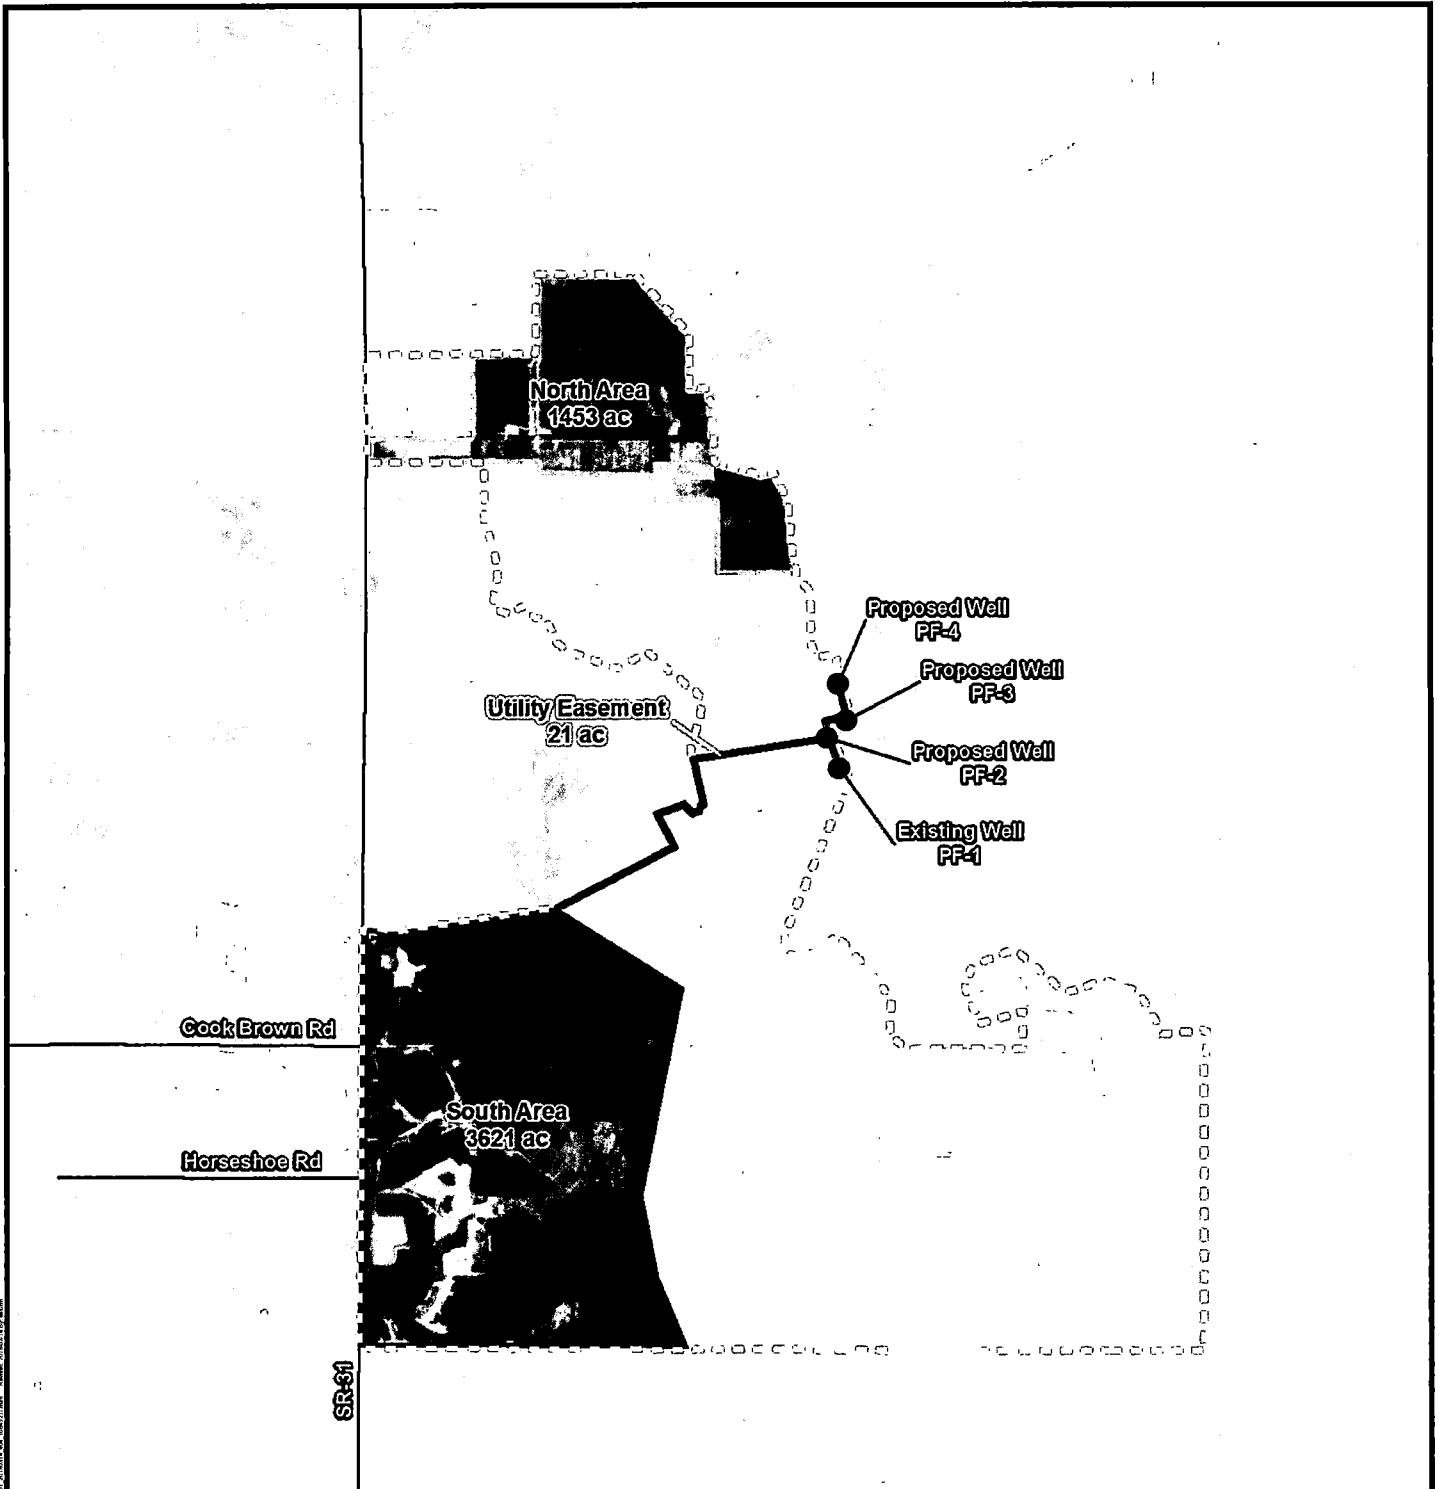 North Area
1453 ac
Proposed Well
PF-4
Proposed Well
PF-3
Utility Easement
21 ac
Proposed Well
PF-2
Existing Well
PF-1
Cook Brown Rd
South Area
3621 ac
Horseshoe Rd
SR-31